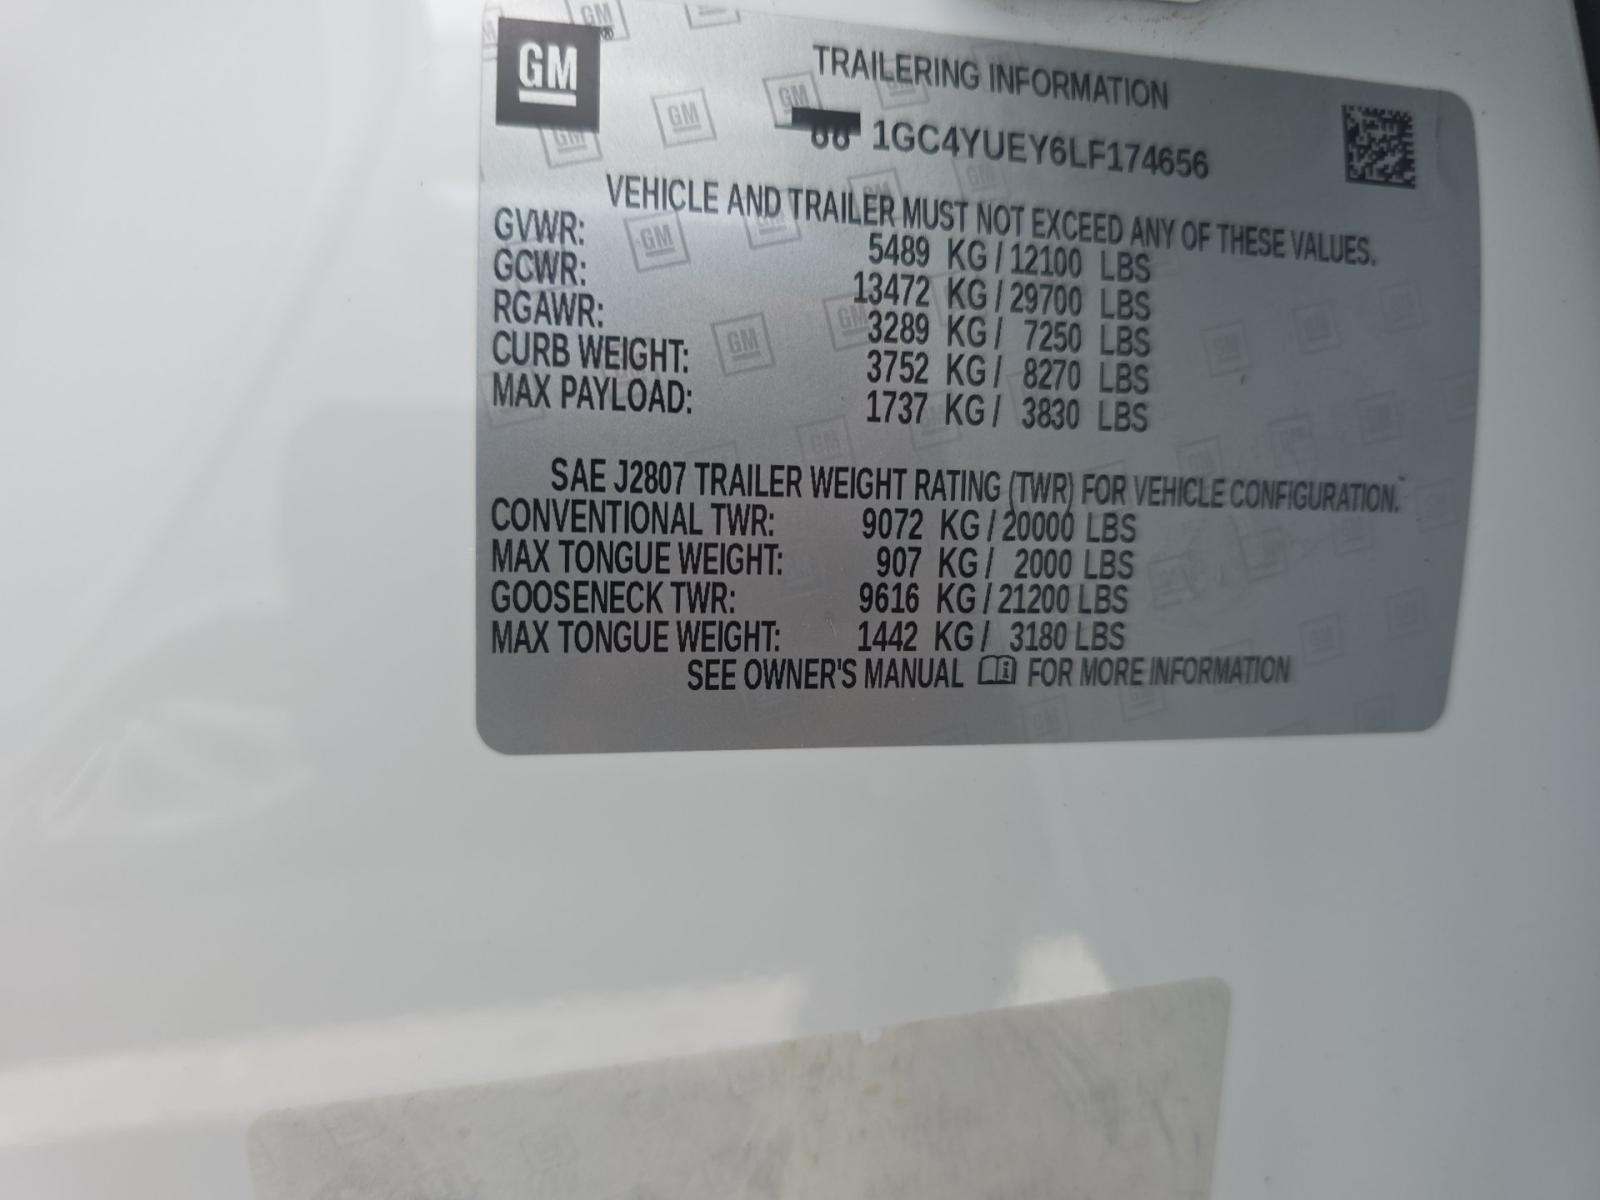 GM
TRAILERING INFORMATION
1GC4YUEY6LF174656
VEHICLE AND TRAILER MUST NOT EXCEED ANY OF THESE VALUES.
GVWR: 5489 KG / 12100 LBS
GCWR: 13472 KG / 29700 LBS
RGAWR: 3289 KG / 7250 LBS
CURB WEIGHT: 3752 KG / 8270 LBS
MAX PAYLOAD: 1737 KG / 3830 LBS
SAE J2807 TRAILER WEIGHT RATING (TWR) FOR VEHICLE CONFIGURATION.
CONVENTIONAL TWR: 9072 KG / 20000 LBS
MAX TONGUE WEIGHT: 907 KG / 2000 LBS
GOOSENECK TWR: 9616 KG / 21200 LBS
MAX TONGUE WEIGHT: 1442 KG / 3180 LBS
SEE OWNER'S MANUAL FOR MORE INFORMATION